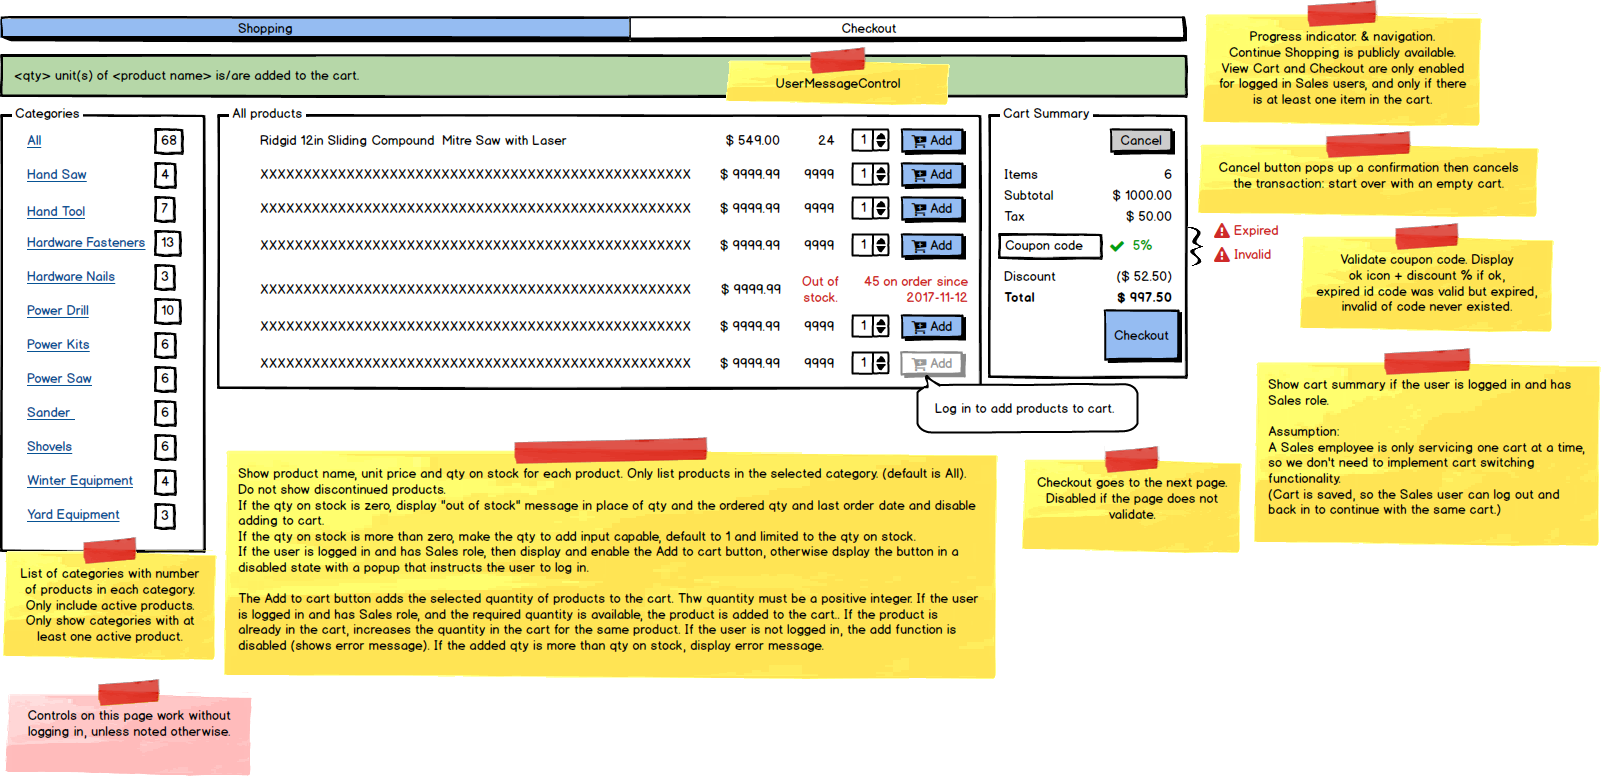 Shopping
Checkout
<qty> unit(s) of <product name> is/are added to the cart.
UserMessageControl
Progress indicator. & navigation.
Continue Shopping is publicly available.
View Cart and Checkout are only enabled
for logged in Sales users, and only if there
is at least one item in the cart.
Categories
All 68
Hand Saw 4
Hand Tool 7
Hardware Fasteners 13
Hardware Nails 3
Power Drill 10
Power Kits 6
Power Saw 6
Sander 6
Shovels 6
Winter Equipment 4
Yard Equipment 3
All products
Ridgid 12in Sliding Compound Mitre Saw with Laser $ 549.00 24 1 Add
XXXXXXXXXXXXXXXXXXXXXXXXXXXXXXXXXXXXXXXXXXXXXXXXXX $ 9999.99 9999 1 Add
XXXXXXXXXXXXXXXXXXXXXXXXXXXXXXXXXXXXXXXXXXXXXXXXXX $ 9999.99 9999 1 Add
XXXXXXXXXXXXXXXXXXXXXXXXXXXXXXXXXXXXXXXXXXXXXXXXXX $ 9999.99 9999 1 Add
XXXXXXXXXXXXXXXXXXXXXXXXXXXXXXXXXXXXXXXXXXXXXXXXXX $ 9999.99 Out of stock. 45 on order since 2017-11-12
XXXXXXXXXXXXXXXXXXXXXXXXXXXXXXXXXXXXXXXXXXXXXXXXXX $ 9999.99 9999 1 Add
XXXXXXXXXXXXXXXXXXXXXXXXXXXXXXXXXXXXXXXXXXXXXXXXXX $ 9999.99 9999 1 Add
Log in to add products to cart.
Cart Summary
Cancel
Items 6
Subtotal $ 1000.00
Tax $ 50.00
Coupon code 5%
Discount ($ 52.50)
Total $ 997.50
Checkout
Expired
Invalid
Cancel button pops up a confirmation then cancels
the transaction: start over with an empty cart.
Validate coupon code. Display
ok icon + discount % if ok,
expired id code was valid but expired,
invalid of code never existed.
Show cart summary if the user is logged in and has
Sales role.
Assumption:
A Sales employee is only servicing one cart at a time,
so we don't need to implement cart switching
functionality.
(Cart is saved, so the Sales user can log out and
back in to continue with the same cart.)
Checkout goes to the next page.
Disabled if the page does not
validate.
Show product name, unit price and qty on stock for each product. Only list products in the selected category. (default is All).
Do not show discontinued products.
If the qty on stock is zero, display "out of stock" message in place of qty and the ordered qty and last order date and disable
adding to cart.
If the qty on stock is more than zero, make the qty to add input capable, default to 1 and limited to the qty on stock.
If the user is logged in and has Sales role, then display and enable the Add to cart button, otherwise dsplay the button in a
disabled state with a popup that instructs the user to log in.
The Add to cart button adds the selected quantity of products to the cart. Thw quantity must be a positive integer. If the user
is logged in and has Sales role, and the required quantity is available, the product is added to the cart.. If the product is
already in the cart, increases the quantity in the cart for the same product. If the user is not logged in, the add function is
disabled (shows error message). If the added qty is more than qty on stock, display error message.
List of categories with number
of products in each category.
Only include active products.
Only show categories with at
least one active product.
Controls on this page work without
logging in, unless noted otherwise.